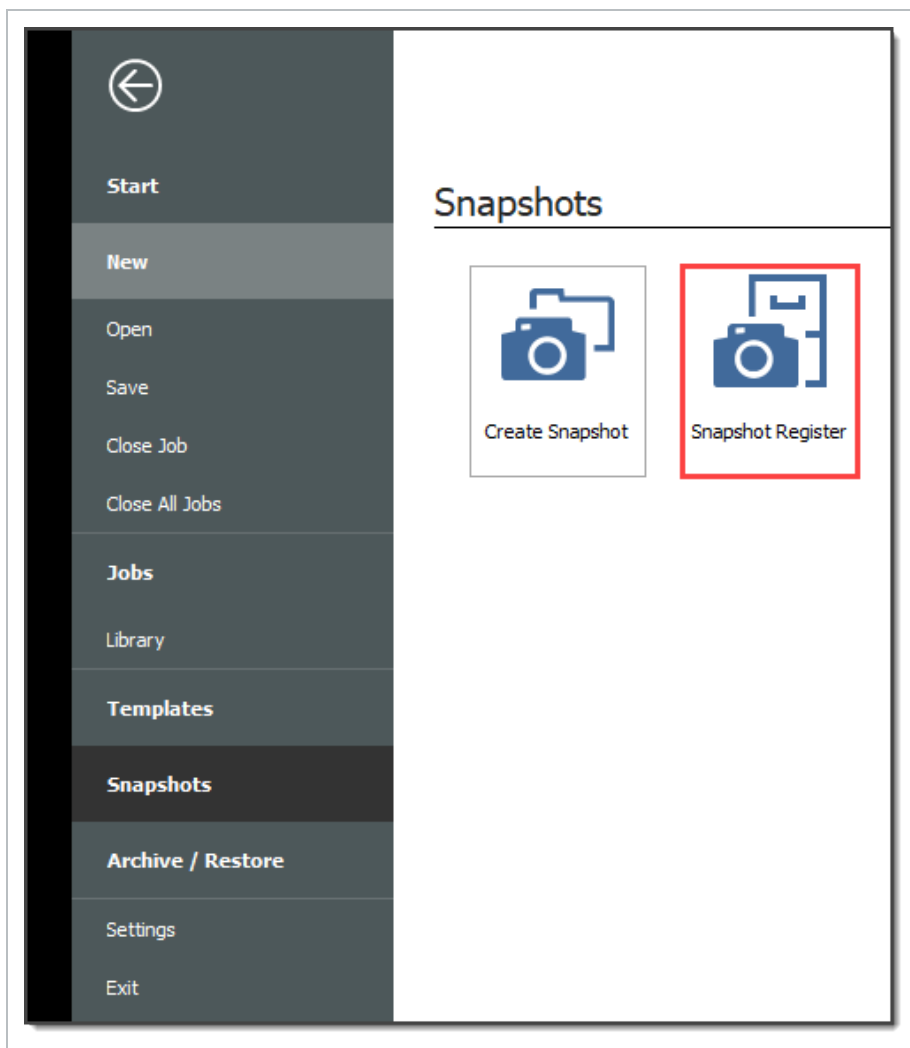 Start
New
Open
Save
Close Job
Close All Jobs
Jobs
Library
Templates
Snapshots
Archive / Restore
Settings
Exit
Snapshots
Create Snapshot
Snapshot Register